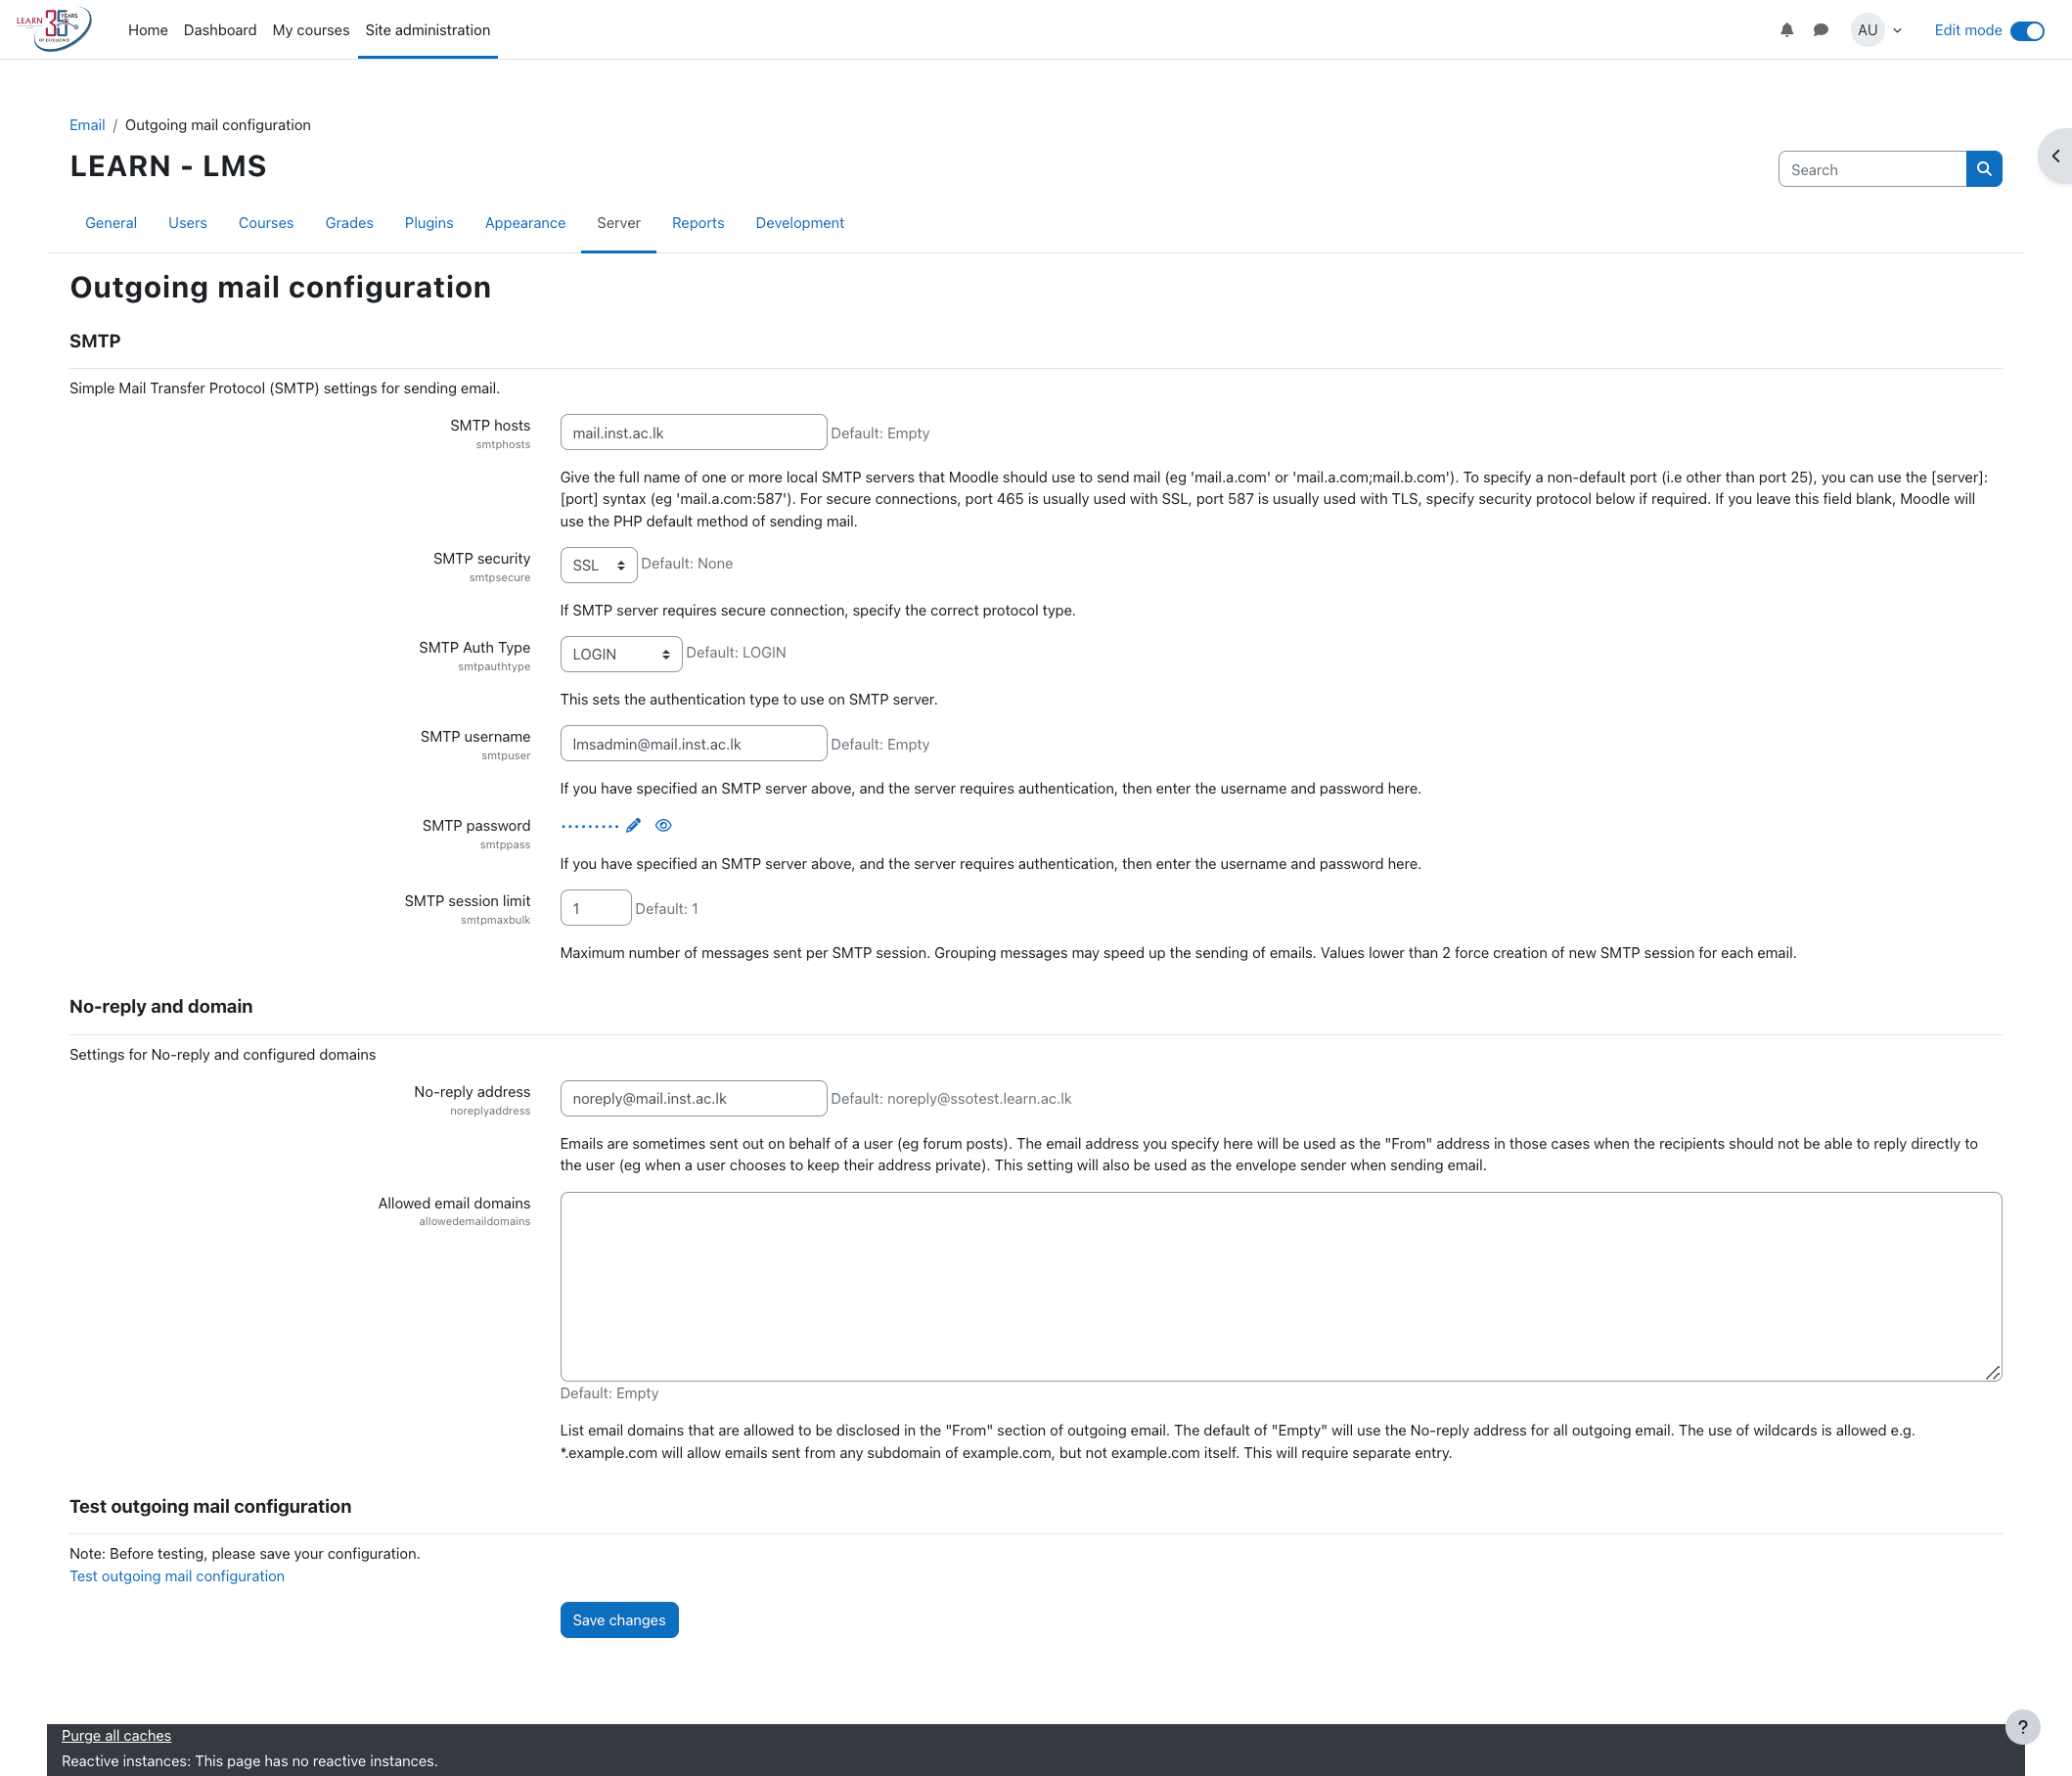 LEARN 35 YEARS
OF EXCELLENCE
Home Dashboard My courses Site administration AU Edit mode
Email / Outgoing mail configuration
LEARN - LMS
Search
General Users Courses Grades Plugins Appearance Server Reports Development
Outgoing mail configuration
SMTP
Simple Mail Transfer Protocol (SMTP) settings for sending email.
SMTP hosts mail.inst.ac.lk Default: Empty
smtphosts
Give the full name of one or more local SMTP servers that Moodle should use to send mail (eg 'mail.a.com' or 'mail.a.com;mail.b.com'). To specify a non-default port (i.e other than port 25), you can use the [server]:
[port] syntax (eg 'mail.a.com:587'). For secure connections, port 465 is usually used with SSL, port 587 is usually used with TLS, specify security protocol below if required. If you leave this field blank, Moodle will
use the PHP default method of sending mail.
SMTP security SSL Default: None
smtpsecure
If SMTP server requires secure connection, specify the correct protocol type.
SMTP Auth Type LOGIN Default: LOGIN
smtpauthtype
This sets the authentication type to use on SMTP server.
SMTP username lmsadmin@mail.inst.ac.lk Default: Empty
smtpuser
If you have specified an SMTP server above, and the server requires authentication, then enter the username and password here.
SMTP password •••••••••
smtppass
If you have specified an SMTP server above, and the server requires authentication, then enter the username and password here.
SMTP session limit 1 Default: 1
smtpmaxbulk
Maximum number of messages sent per SMTP session. Grouping messages may speed up the sending of emails. Values lower than 2 force creation of new SMTP session for each email.
No-reply and domain
Settings for No-reply and configured domains
No-reply address noreply@mail.inst.ac.lk Default: noreply@ssotest.learn.ac.lk
noreplyaddress
Emails are sometimes sent out on behalf of a user (eg forum posts). The email address you specify here will be used as the "From" address in those cases when the recipients should not be able to reply directly to
the user (eg when a user chooses to keep their address private). This setting will also be used as the envelope sender when sending email.
Allowed email domains
allowedemaildomains
Default: Empty
List email domains that are allowed to be disclosed in the "From" section of outgoing email. The default of "Empty" will use the No-reply address for all outgoing email. The use of wildcards is allowed e.g.
*.example.com will allow emails sent from any subdomain of example.com, but not example.com itself. This will require separate entry.
Test outgoing mail configuration
Note: Before testing, please save your configuration.
Test outgoing mail configuration
Save changes
Purge all caches
?
Reactive instances: This page has no reactive instances.